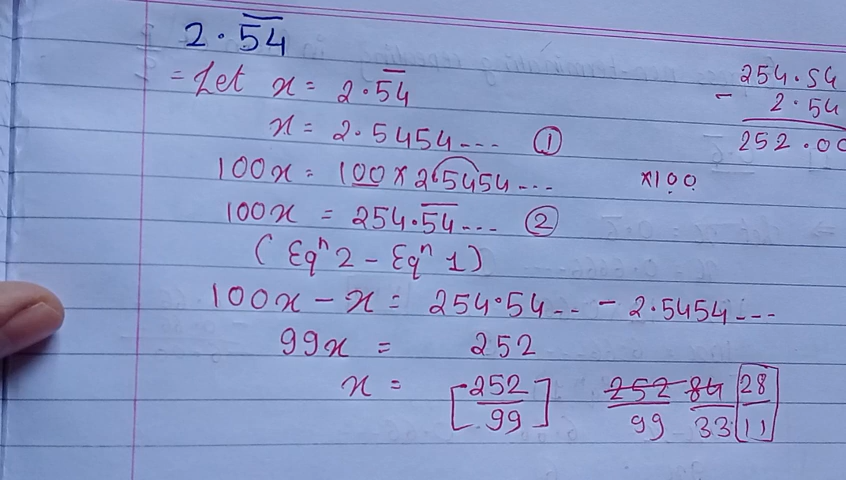 2.5̅4̅
= Let x = 2.5̅4̅
x = 2.5454--- ①
100x = 100 x 2.5454---
x100
100x = 254.5̅4̅--- ②
(Eqⁿ 2 - Eqⁿ 1)
100x - x = 254.54-- - 2.5454---
99x = 252
x = [252/99] 252/99 84/33 28/11
254.54
- 2.54
252.00